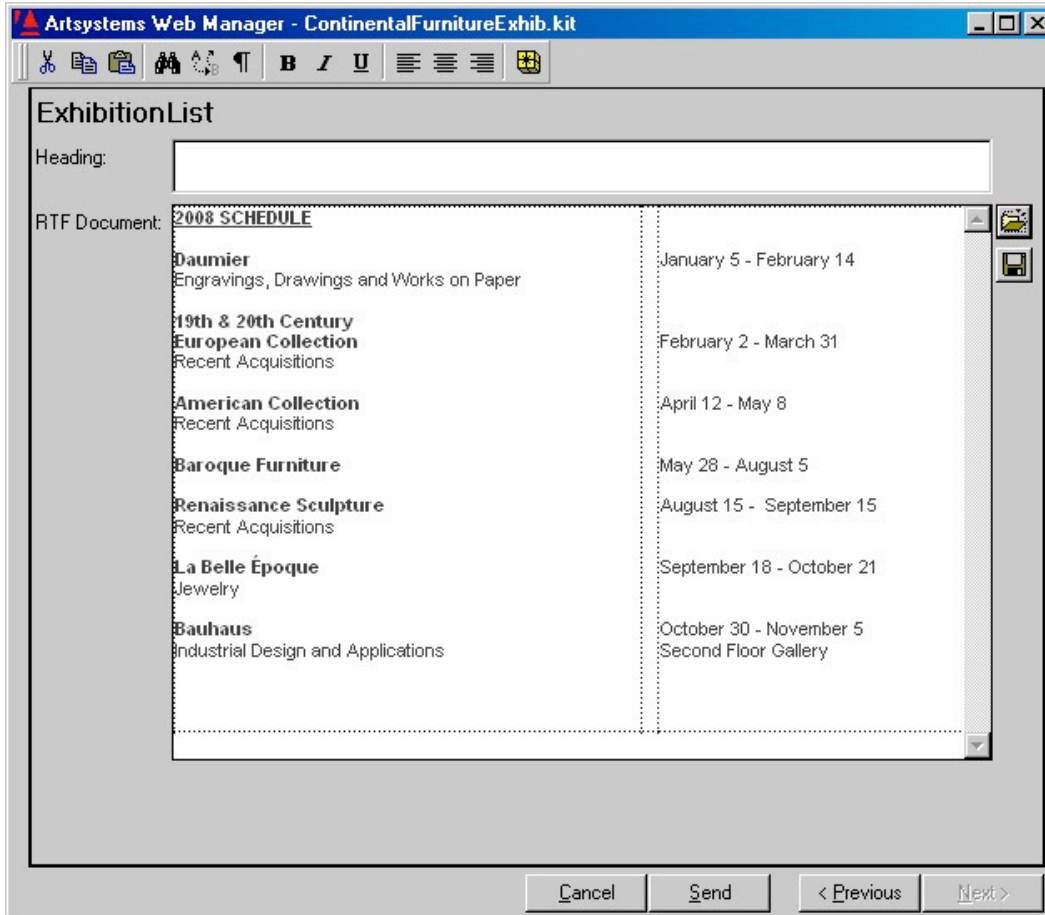 Artsystems Web Manager - ContinentalFurnitureExhib.kit
B I U
ExhibitionList
Heading:
RTF Document:
2008 SCHEDULE
Daumier January 5 - February 14
Engravings, Drawings and Works on Paper
19th & 20th Century
European Collection February 2 - March 31
Recent Acquisitions
American Collection April 12 - May 8
Recent Acquisitions
Baroque Furniture May 28 - August 5
Renaissance Sculpture August 15 -  September 15
Recent Acquisitions
La Belle Époque September 18 - October 21
Jewelry
Bauhaus October 30 - November 5
Industrial Design and Applications Second Floor Gallery
Cancel Send < Previous Next >